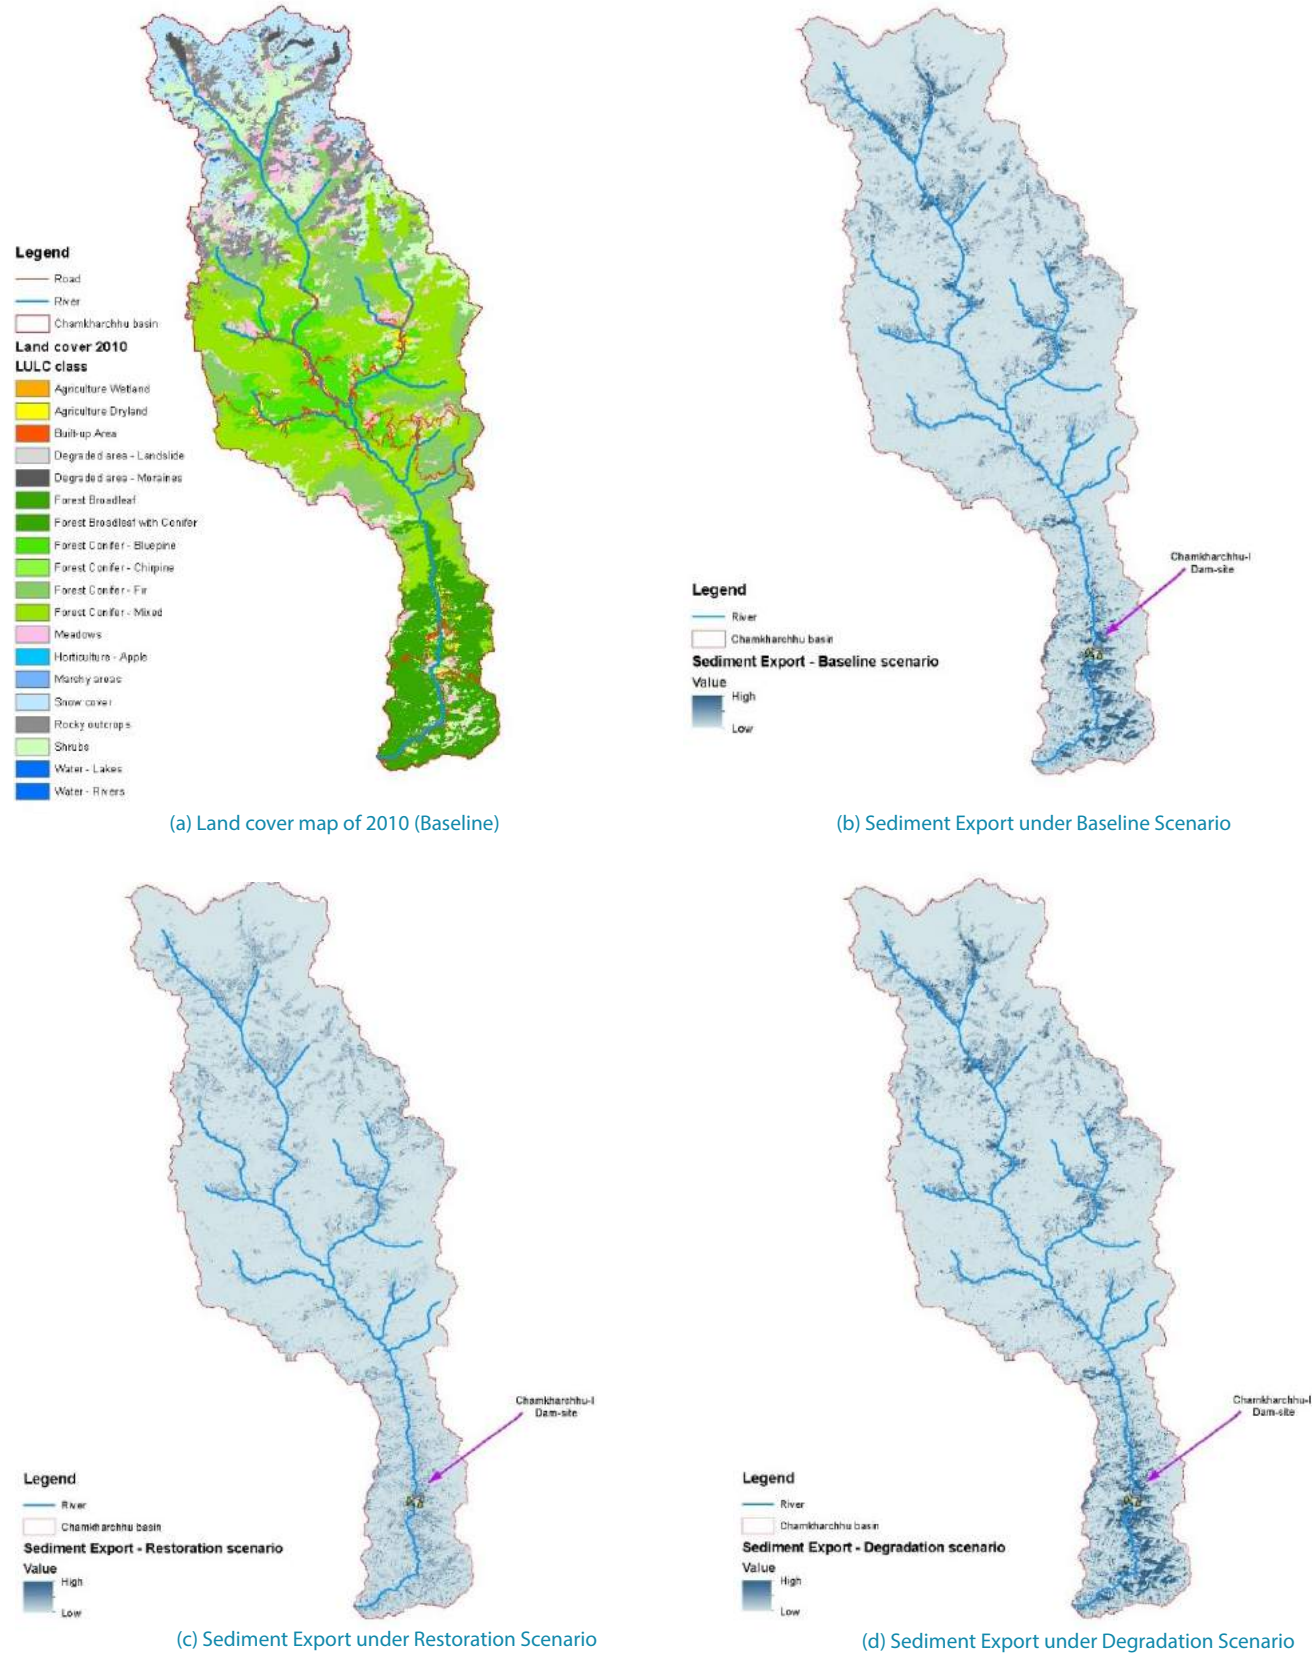 Legend
Road
River
Chamkharchhu basin
Land cover 2010
LULC class
Agriculture Wetland
Agriculture Dryland
Built-up Area
Degraded area - Landslide
Degraded area - Moraines
Forest Broadleaf
Forest Broadleaf with Conifer
Forest Conifer - Bluepine
Forest Conifer - Chirpine
Forest Conifer - Fir
Forest Conifer - Mixed
Meadows
Horticulture - Apple
Marshy areas
Snow cover
Rocky outcrops
Shrubs
Water - Lakes
Water - Rivers
(a) Land cover map of 2010 (Baseline)
Chamkharchhu-I
Dam-site
Legend
River
Chamkharchhu basin
Sediment Export - Baseline scenario
Value
High
Low
(b) Sediment Export under Baseline Scenario
Chamkharchhu-I
Dam-site
Legend
River
Chamkharchhu basin
Sediment Export - Restoration scenario
Value
High
Low
(c) Sediment Export under Restoration Scenario
Chamkharchhu-I
Dam-site
Legend
River
Chamkharchhu basin
Sediment Export - Degradation scenario
Value
High
Low
(d) Sediment Export under Degradation Scenario